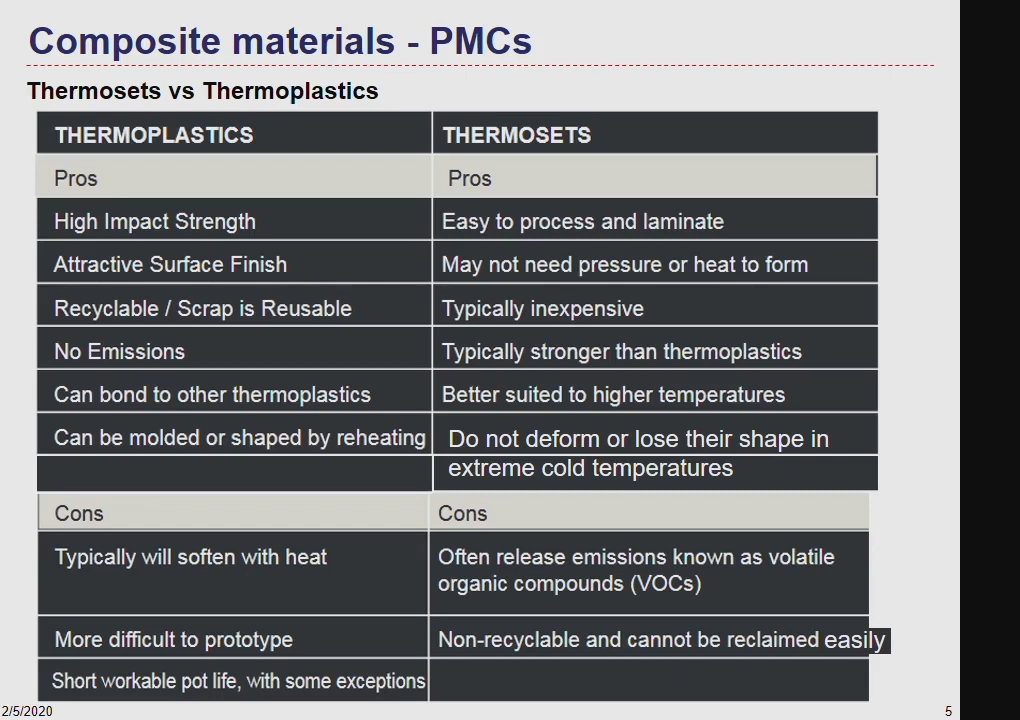 Composite materials - PMCs
Thermosets vs Thermoplastics
THERMOPLASTICS THERMOSETS
Pros Pros
High Impact Strength Easy to process and laminate
Attractive Surface Finish May not need pressure or heat to form
Recyclable / Scrap is Reusable Typically inexpensive
No Emissions Typically stronger than thermoplastics
Can bond to other thermoplastics Better suited to higher temperatures
Can be molded or shaped by reheating Do not deform or lose their shape in
extreme cold temperatures
Cons Cons
Typically will soften with heat Often release emissions known as volatile
organic compounds (VOCs)
More difficult to prototype Non-recyclable and cannot be reclaimed easily
Short workable pot life, with some exceptions
2/5/2020 5